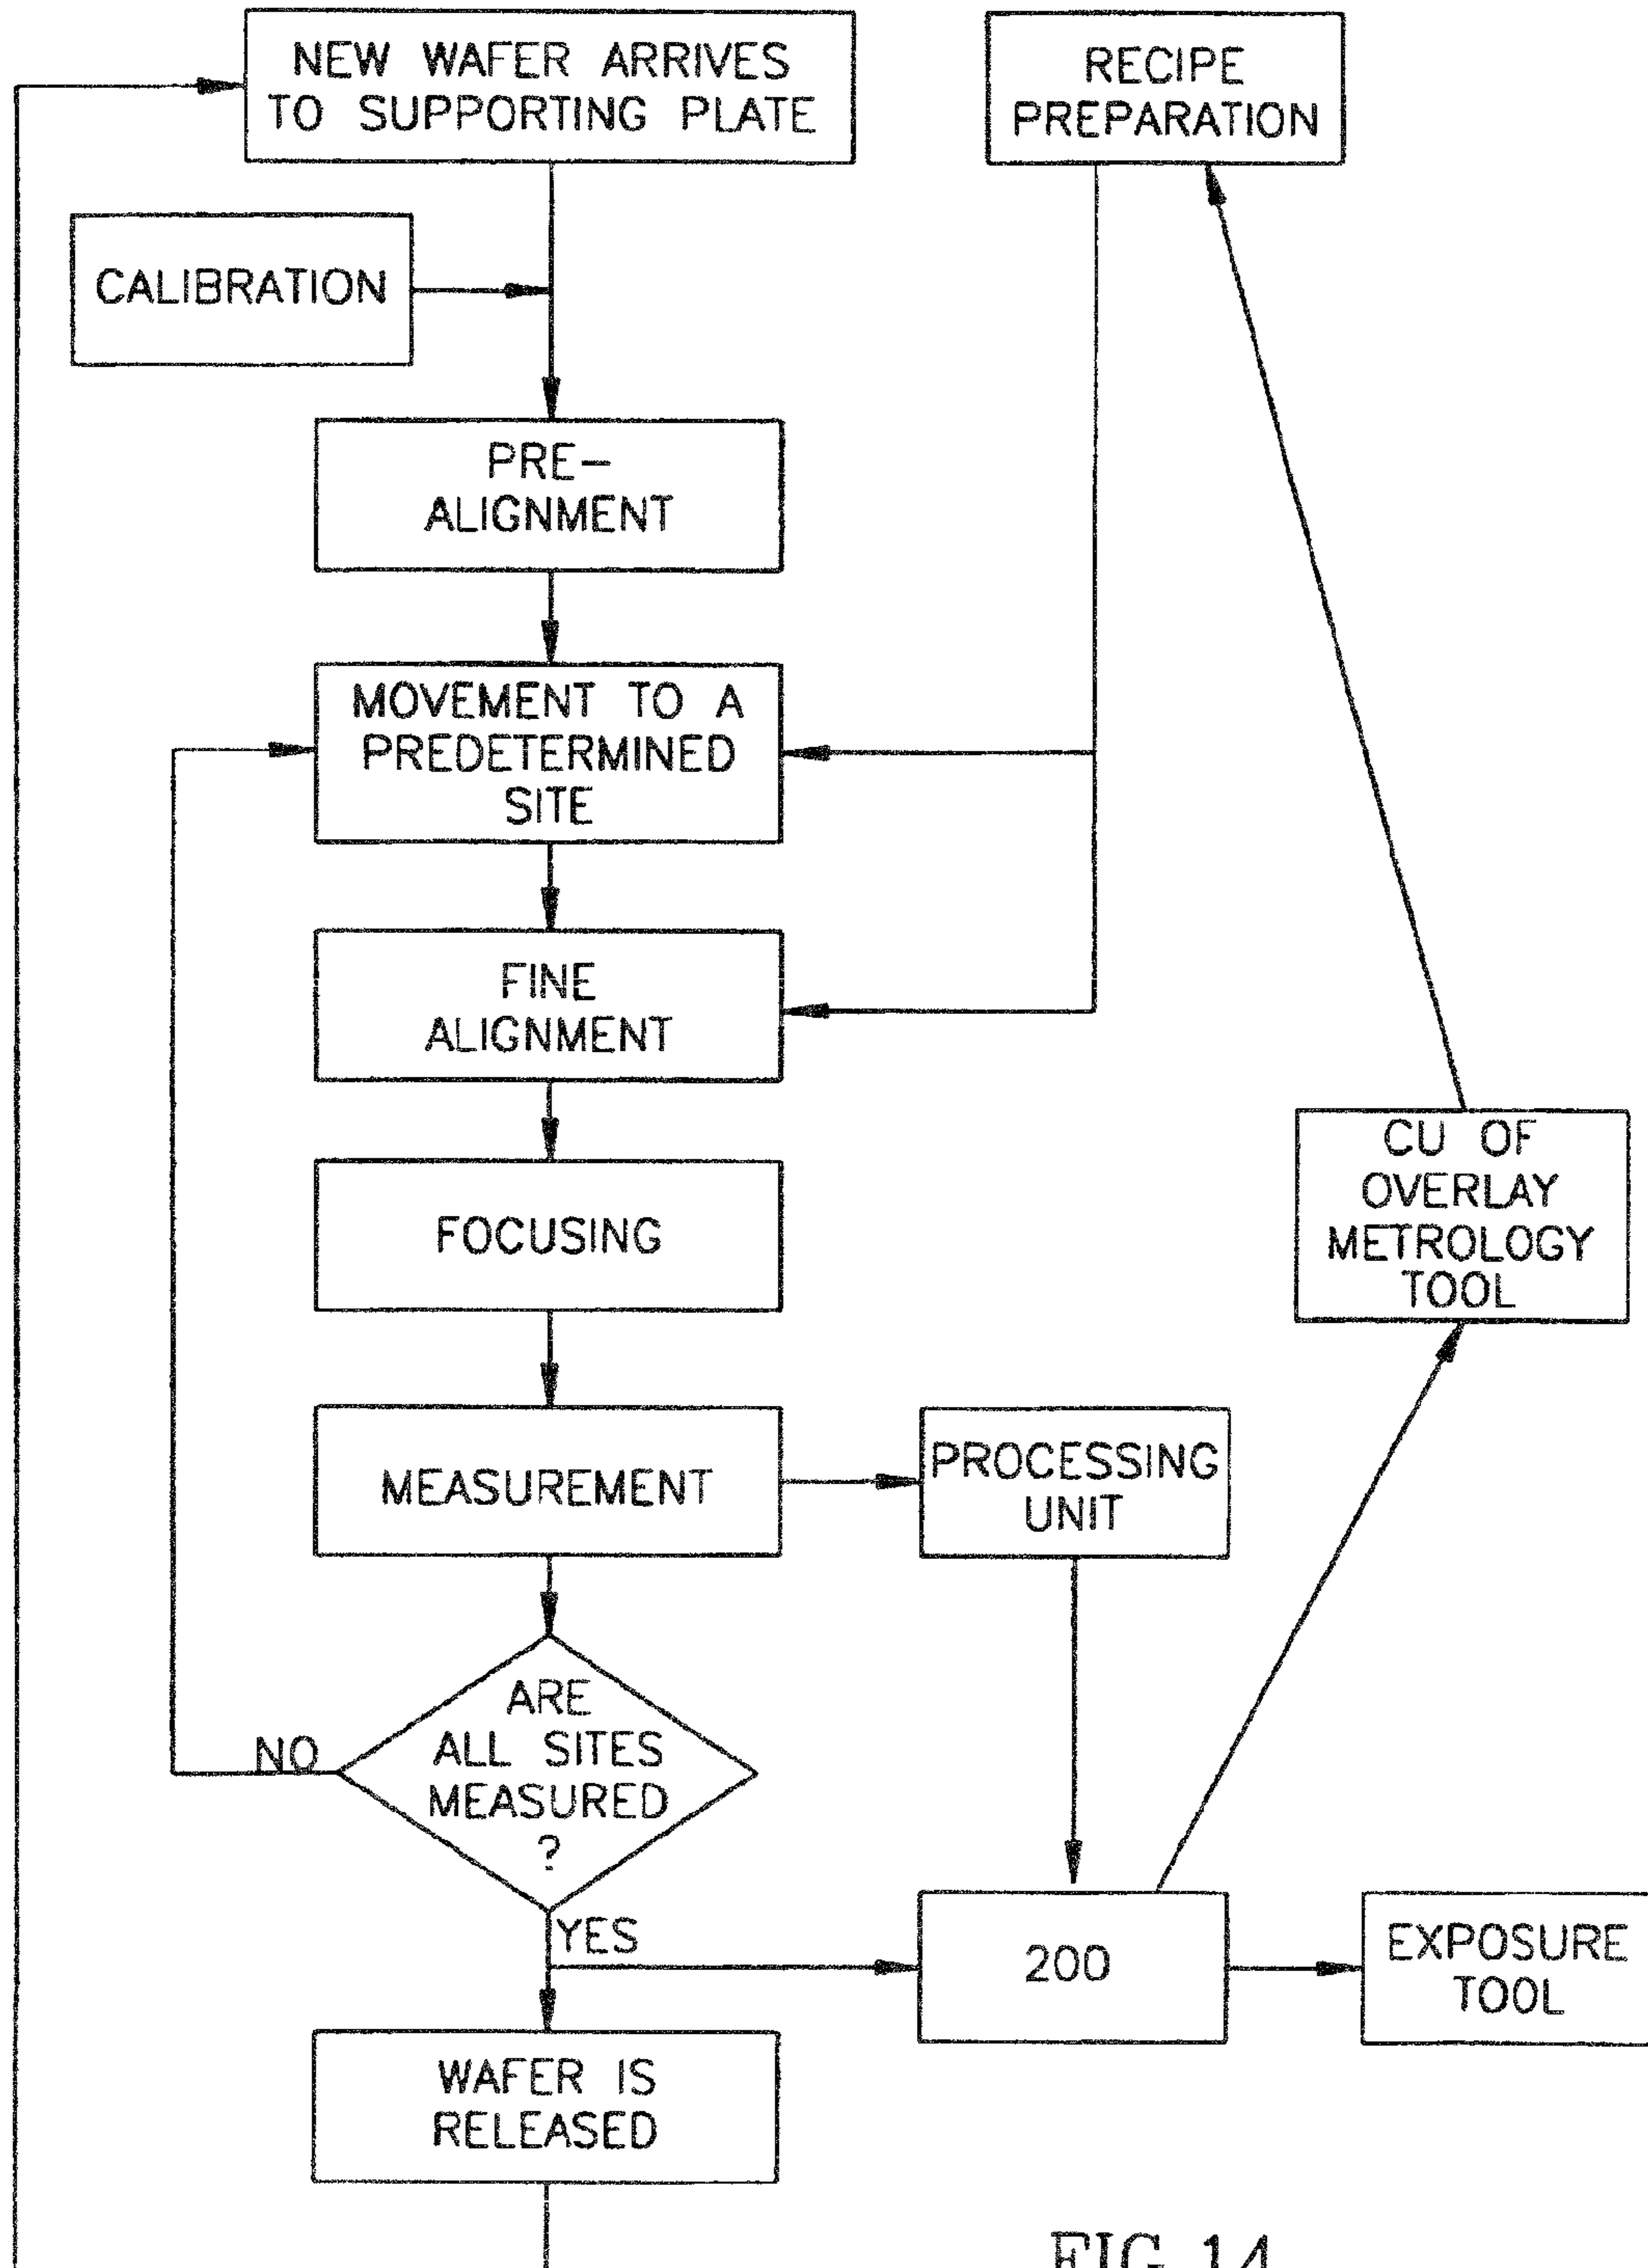 NEW WAFER ARRIVES
TO SUPPORTING PLATE
RECIPE
PREPARATION
CALIBRATION
PRE-
ALIGNMENT
MOVEMENT TO A
PREDETERMINED
SITE
FINE
ALIGNMENT
CU OF
OVERLAY
METROLOGY
TOOL
FOCUSING
MEASUREMENT
PROCESSING
UNIT
ARE
ALL SITES
MEASURED
?
NO
YES
200
EXPOSURE
TOOL
WAFER IS
RELEASED
FIG.14